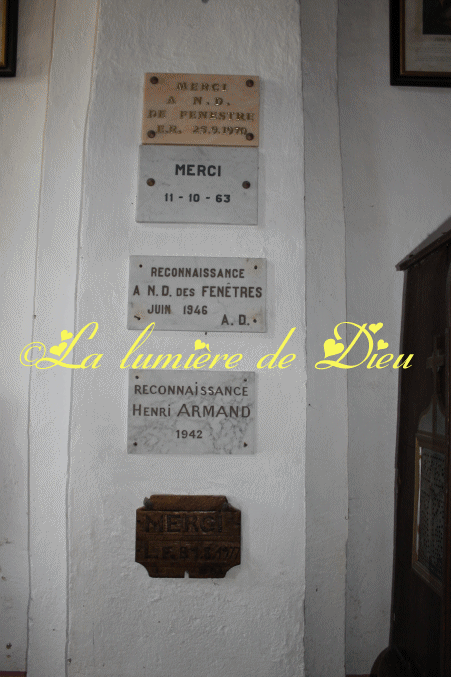 MERCI
A N.D.
DE FENESTRE
E.R. 29.9.1970
MERCI
11-10-63
RECONNAISSANCE
A N.D. DES FENÊTRES
JUIN 1946
A.D.
©La lumière de Dieu
RECONNAISSANCE
HENRI ARMAND
1942
MERCI